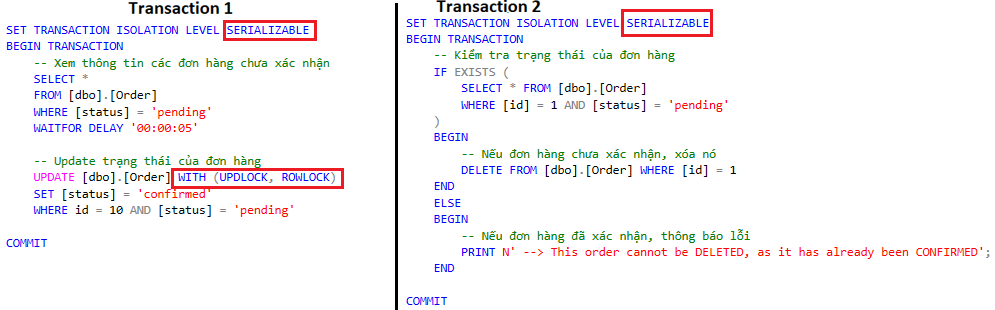 Transaction 1
SET TRANSACTION ISOLATION LEVEL SERIALIZABLE
BEGIN TRANSACTION
-- Xem thông tin các đơn hàng chưa xác nhận
SELECT *
FROM [dbo].[Order]
WHERE [status] = 'pending'
WAITFOR DELAY '00:00:05'
-- Update trạng thái của đơn hàng
UPDATE [dbo].[Order] WITH (UPDLOCK, ROWLOCK)
SET [status] = 'confirmed'
WHERE id = 10 AND [status] = 'pending'
COMMIT
Transaction 2
SET TRANSACTION ISOLATION LEVEL SERIALIZABLE
BEGIN TRANSACTION
-- Kiểm tra trạng thái của đơn hàng
IF EXISTS (
SELECT * FROM [dbo].[Order]
WHERE [id] = 1 AND [status] = 'pending'
)
BEGIN
-- Nếu đơn hàng chưa xác nhận, xóa nó
DELETE FROM [dbo].[Order] WHERE [id] = 1
END
ELSE
BEGIN
-- Nếu đơn hàng đã xác nhận, thông báo lỗi
PRINT N' --> This order cannot be DELETED, as it has already been CONFIRMED';
END
COMMIT